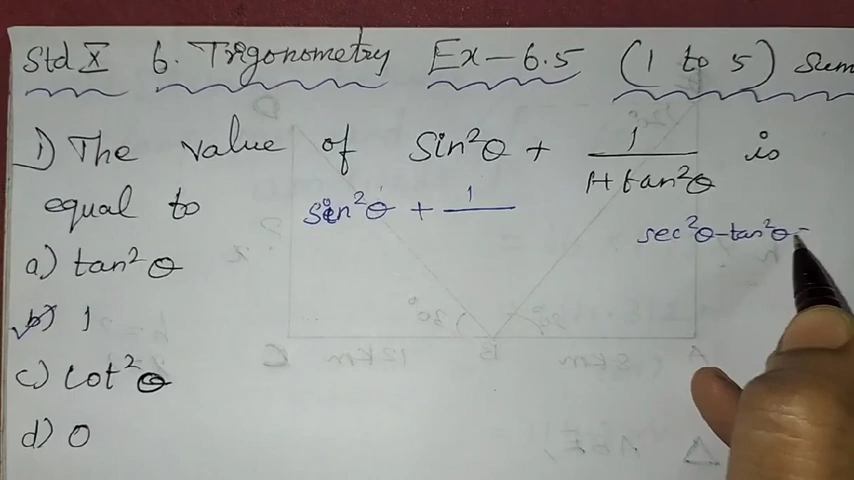 Std X 6. Trigonometry Ex-6.5 (1 to 5) sum
1) The value of Sin²θ + 1/(1+tan²θ) is
equal to sin²θ + 1/
sec²θ-tan²θ=
a) tan²θ
b) 1
c) Cot²θ
d) 0